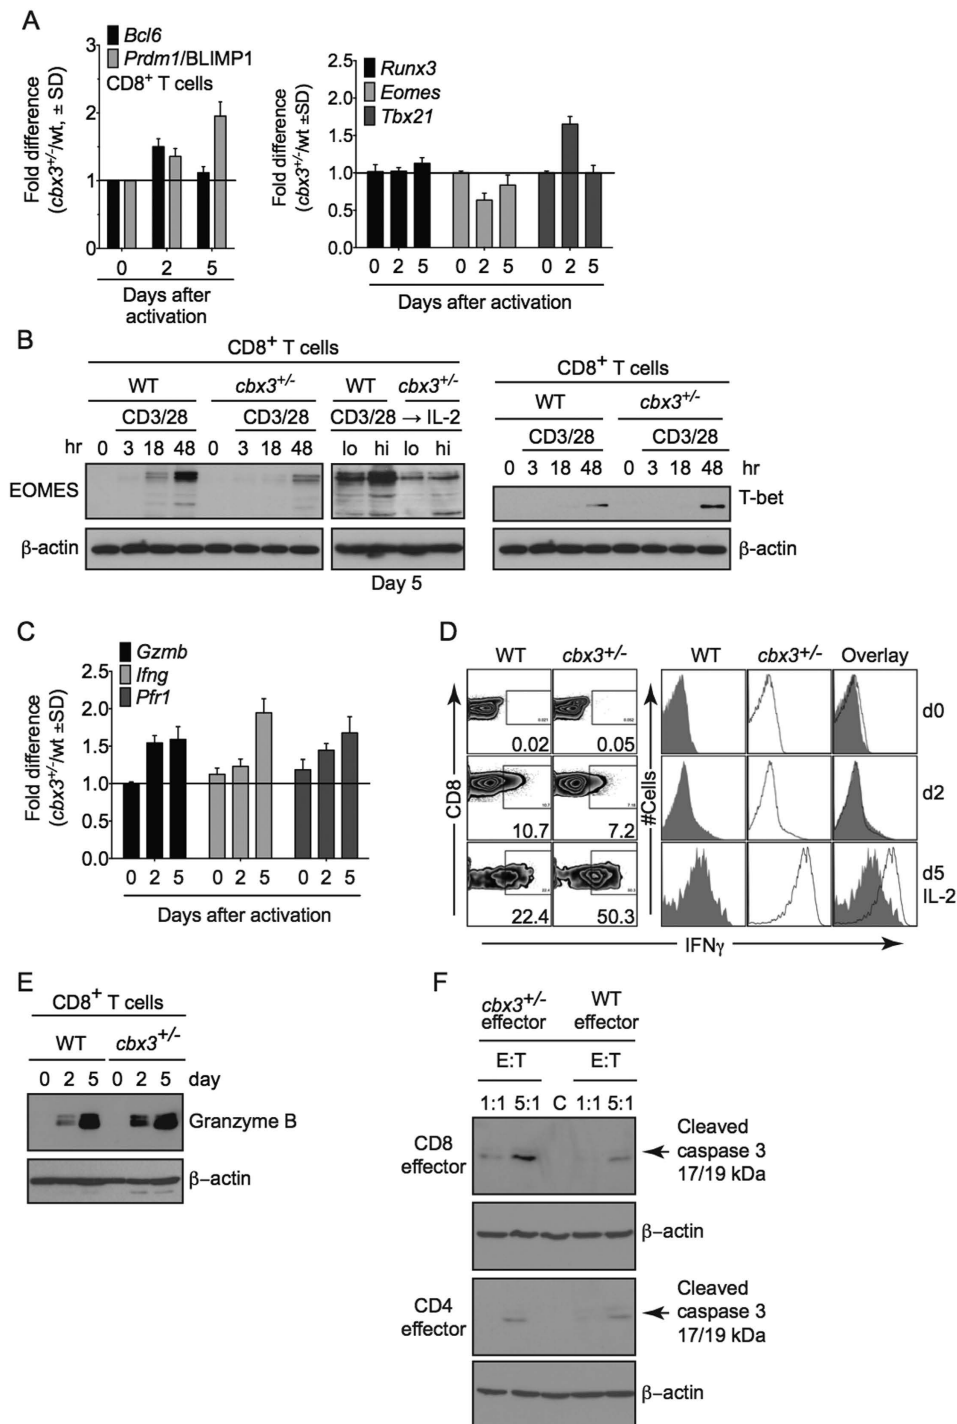 A
Bcl6
Prdm1/BLIMP1
CD8+ T cells
Fold difference
(cbx3+/-/wt, ± SD)
3
2
1
0
0 2 5
Days after
activation
Runx3
Eomes
Tbx21
Fold difference
(cbx3+/-/wt ±SD)
2.5
2.0
1.5
1.0
0.5
0.0
0 2 5 0 2 5 0 2 5
Days after activation
B
CD8+ T cells
WT cbx3+/- WT cbx3+/-
CD3/28 CD3/28 CD3/28 → IL-2
hr 0 3 18 48 0 3 18 48 lo hi lo hi
EOMES
β-actin
Day 5
CD8+ T cells
WT cbx3+/-
CD3/28 CD3/28
0 3 18 48 0 3 18 48 hr
T-bet
β-actin
C
Gzmb
Ifng
Pfr1
Fold difference
(cbx3+/-/wt ±SD)
2.5
2.0
1.5
1.0
0.5
0.0
0 2 5 0 2 5 0 2 5
Days after activation
D
WT cbx3+/- WT cbx3+/- Overlay
CD8
#Cells
0.02 0.05 d0
10.7 7.2 d2
22.4 50.3 d5
IL-2
IFNγ
E
CD8+ T cells
WT cbx3+/-
0 2 5 0 2 5 day
Granzyme B
β–actin
F
cbx3+/- WT
effector effector
E:T E:T
1:1 5:1 C 1:1 5:1
CD8
effector
Cleaved
caspase 3
17/19 kDa
β–actin
CD4
effector
Cleaved
caspase 3
17/19 kDa
β–actin